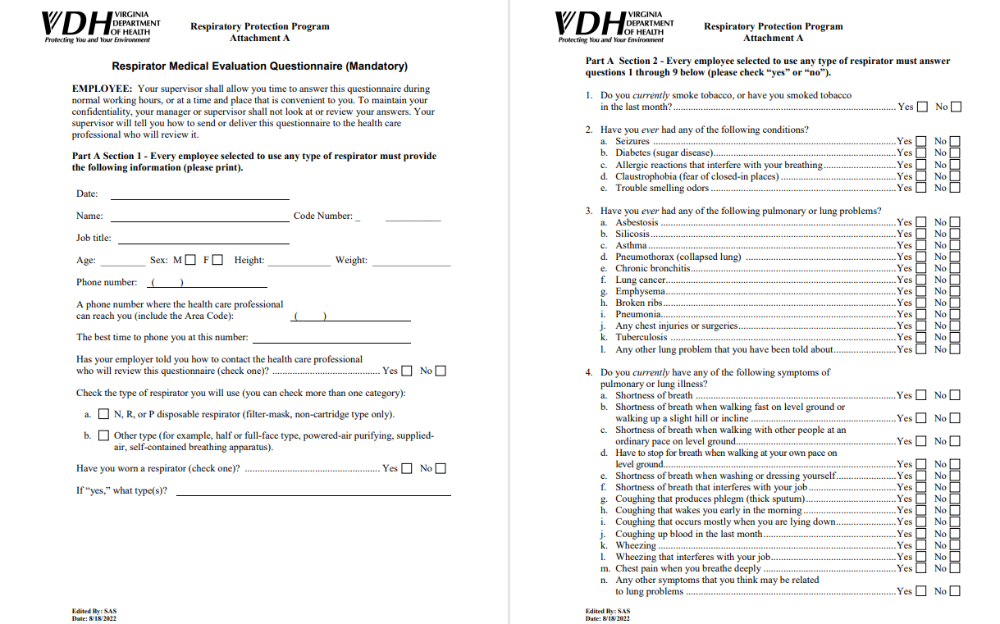 VDH VIRGINIA
DEPARTMENT
OF HEALTH
Protecting You and Your Environment
Respiratory Protection Program
Attachment A
Respirator Medical Evaluation Questionnaire (Mandatory)
EMPLOYEE: Your supervisor shall allow you time to answer this questionnaire during
normal working hours, or at a time and place that is convenient to you. To maintain your
confidentiality, your manager or supervisor shall not look at or review your answers. Your
supervisor will tell you how to send or deliver this questionnaire to the health care
professional who will review it.
Part A Section 1 - Every employee selected to use any type of respirator must provide
the following information (please print).
Date: ____________________
Name: ____________________ Code Number: _ ____________
Job title: ____________________
Age: _________ Sex: M ☐ F ☐ Height: _____________ Weight: ________________
Phone number: ( )
A phone number where the health care professional
can reach you (include the Area Code): ( )
The best time to phone you at this number: ____________________
Has your employer told you how to contact the health care professional
who will review this questionnaire (check one)? ............................................ Yes ☐ No ☐
Check the type of respirator you will use (you can check more than one category):
a. ☐ N, R, or P disposable respirator (filter-mask, non-cartridge type only).
b. ☐ Other type (for example, half or full-face type, powered-air purifying, supplied-
air, self-contained breathing apparatus).
Have you worn a respirator (check one)? ....................................................... Yes ☐ No ☐
If “yes,” what type(s)? ____________________
Edited By: SAS
Date: 8/18/2022
VDH VIRGINIA
DEPARTMENT
OF HEALTH
Protecting You and Your Environment
Respiratory Protection Program
Attachment A
Part A Section 2 - Every employee selected to use any type of respirator must answer
questions 1 through 9 below (please check “yes” or “no”).
1. Do you currently smoke tobacco, or have you smoked tobacco
in the last month? .......... Yes ☐ No ☐
2. Have you ever had any of the following conditions?
a. Seizures .......... Yes ☐ No ☐
b. Diabetes (sugar disease).......... Yes ☐ No ☐
c. Allergic reactions that interfere with your breathing.......... Yes ☐ No ☐
d. Claustrophobia (fear of closed-in places) .......... Yes ☐ No ☐
e. Trouble smelling odors .......... Yes ☐ No ☐
3. Have you ever had any of the following pulmonary or lung problems?
a. Asbestosis .......... Yes ☐ No ☐
b. Silicosis.......... Yes ☐ No ☐
c. Asthma.......... Yes ☐ No ☐
d. Pneumothorax (collapsed lung) .......... Yes ☐ No ☐
e. Chronic bronchitis.......... Yes ☐ No ☐
f. Lung cancer.......... Yes ☐ No ☐
g. Emphysema.......... Yes ☐ No ☐
h. Broken ribs.......... Yes ☐ No ☐
i. Pneumonia.......... Yes ☐ No ☐
j. Any chest injuries or surgeries.......... Yes ☐ No ☐
k. Tuberculosis .......... Yes ☐ No ☐
l. Any other lung problem that you have been told about.......... Yes ☐ No ☐
4. Do you currently have any of the following symptoms of
pulmonary or lung illness?
a. Shortness of breath .......... Yes ☐ No ☐
b. Shortness of breath when walking fast on level ground or
walking up a slight hill or incline .......... Yes ☐ No ☐
c. Shortness of breath when walking with other people at an
ordinary pace on level ground.......... Yes ☐ No ☐
d. Have to stop for breath when walking at your own pace on
level ground.......... Yes ☐ No ☐
e. Shortness of breath when washing or dressing yourself.......... Yes ☐ No ☐
f. Shortness of breath that interferes with your job .......... Yes ☐ No ☐
g. Coughing that produces phlegm (thick sputum).......... Yes ☐ No ☐
h. Coughing that wakes you early in the morning .......... Yes ☐ No ☐
i. Coughing that occurs mostly when you are lying down.......... Yes ☐ No ☐
j. Coughing up blood in the last month.......... Yes ☐ No ☐
k. Wheezing .......... Yes ☐ No ☐
l. Wheezing that interferes with your job.......... Yes ☐ No ☐
m. Chest pain when you breathe deeply .......... Yes ☐ No ☐
n. Any other symptoms that you think may be related
to lung problems .......... Yes ☐ No ☐
Edited By: SAS
Date: 8/18/2022